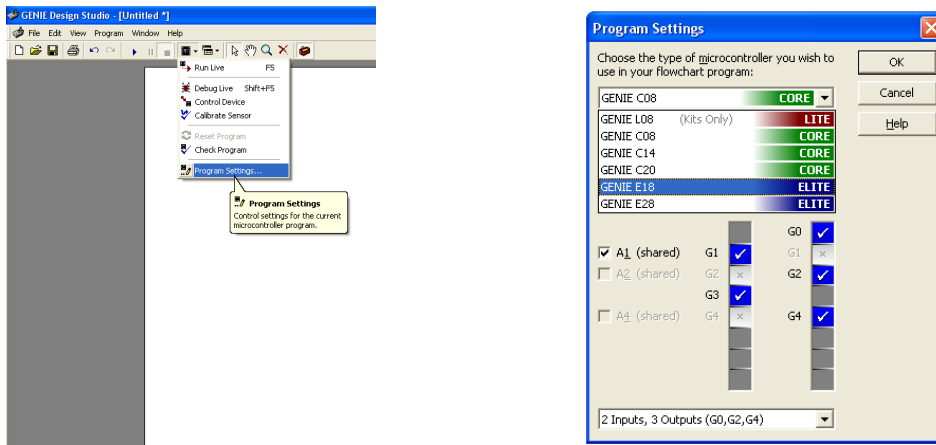 GENIE Design Studio - [Untitled *]
File Edit View Program Window Help
Run Live F5
Debug Live Shift+F5
Control Device
Calibrate Sensor
Reset Program
Check Program
Program Settings...
Program Settings
Control settings for the current
microcontroller program.
Program Settings
Choose the type of microcontroller you wish to
use in your flowchart program:
OK
Cancel
Help
GENIE C08 CORE
GENIE L08 (Kits Only) LITE
GENIE C08 CORE
GENIE C14 CORE
GENIE C20 CORE
GENIE E18 ELITE
GENIE E28 ELITE
G0
A1 (shared) G1 G1
A2 (shared) G2 G2
G3
A4 (shared) G4 G4
2 Inputs, 3 Outputs (G0,G2,G4)